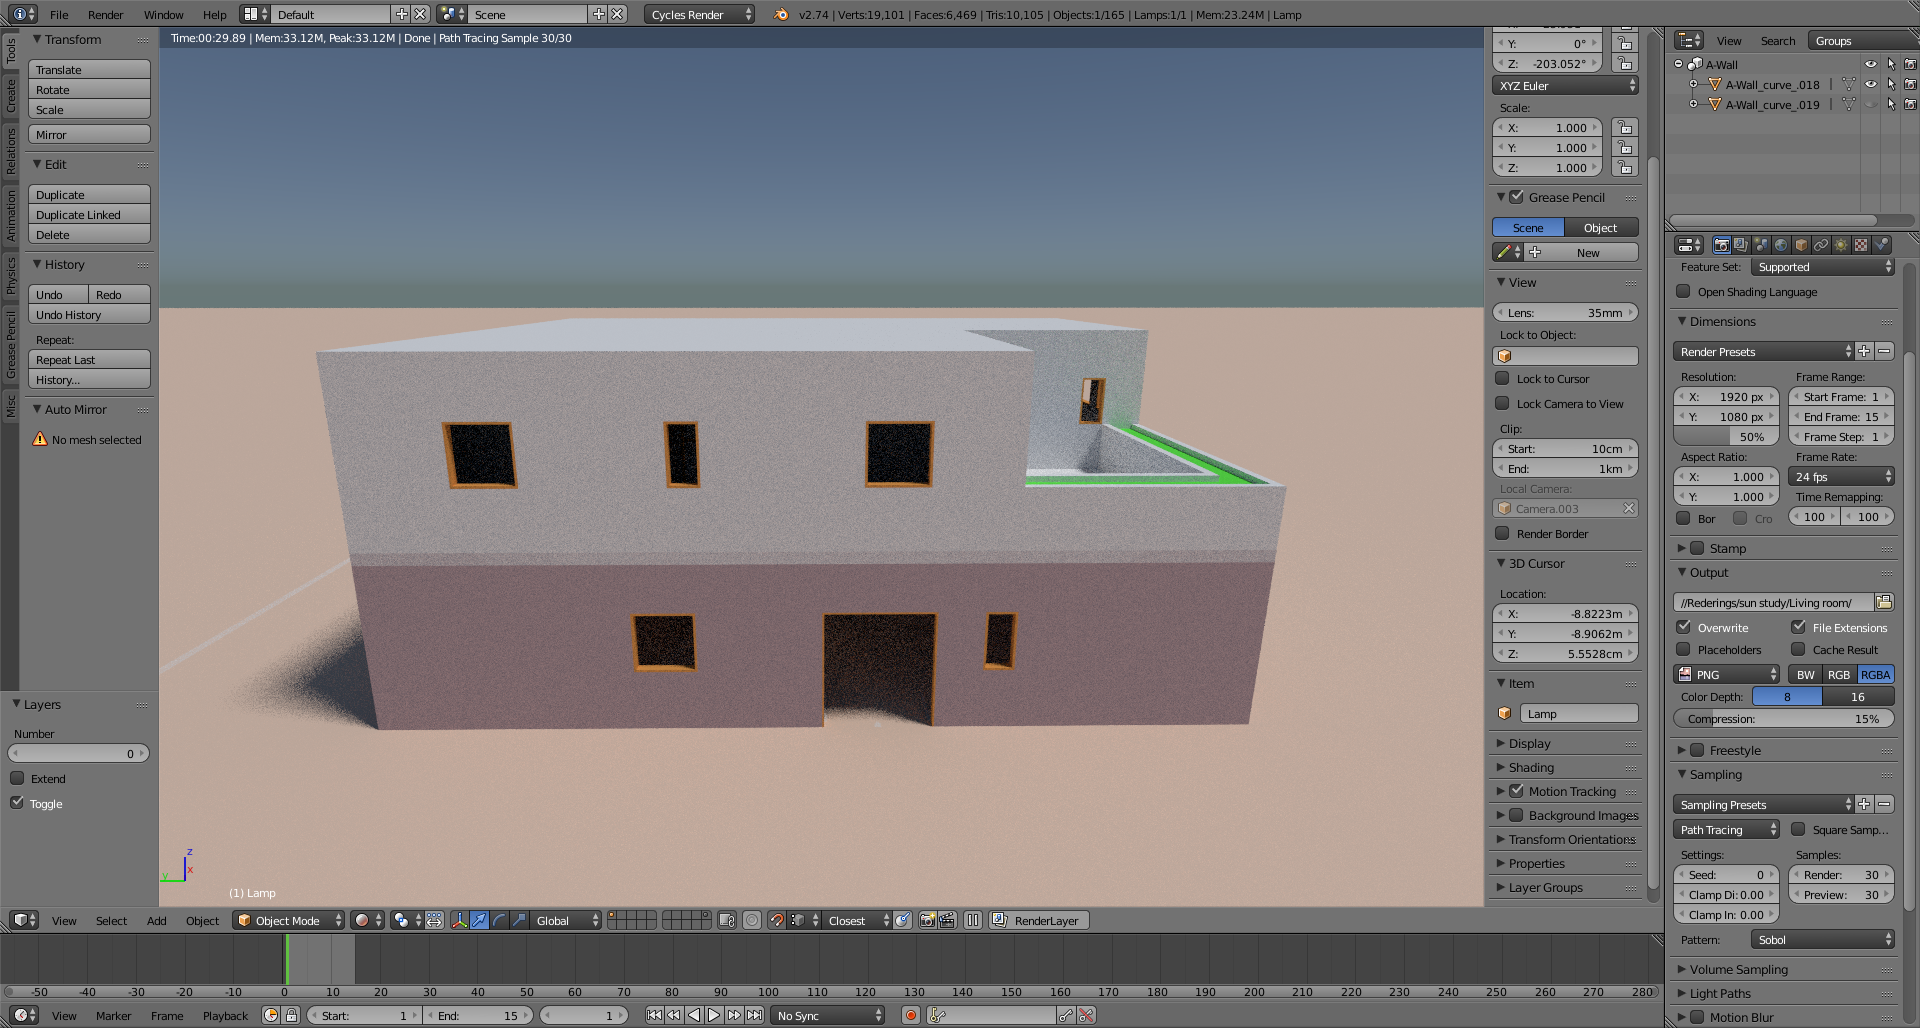 File Render Window Help Default Scene Cycles Render v2.74 | Verts:19,101 | Faces:6,469 | Tris:10,105 | Objects:1/165 | Lamps:1/1 | Mem:23.24M | Lamp
Time:00:29.89 | Mem:33.12M, Peak:33.12M | Done | Path Tracing Sample 30/30
Tools
Create
Relations
Animation
Physics
Grease Pencil
Misc
Transform
Translate
Rotate
Scale
Mirror
Edit
Duplicate
Duplicate Linked
Delete
History
Undo Redo
Undo History
Repeat:
Repeat Last
History...
Auto Mirror
No mesh selected
Layers
Number
0
Extend
Toggle
z
x
y
(1) Lamp
Y: 0°
Z: -203.052°
XYZ Euler
Scale:
X: 1.000
Y: 1.000
Z: 1.000
Grease Pencil
Scene Object
New
View
Lens: 35mm
Lock to Object:
Lock to Cursor
Lock Camera to View
Clip:
Start: 10cm
End: 1km
Local Camera:
Camera.003
Render Border
3D Cursor
Location:
X: -8.8223m
Y: -8.9062m
Z: 5.5528cm
Item
Lamp
Display
Shading
Motion Tracking
Background Images
Transform Orientations
Properties
Layer Groups
View Search Groups
A-Wall
A-Wall_curve_.018
A-Wall_curve_.019
Feature Set: Supported
Open Shading Language
Dimensions
Render Presets
Resolution: Frame Range:
X: 1920 px Start Frame: 1
Y: 1080 px End Frame: 15
50% Frame Step: 1
Aspect Ratio: Frame Rate:
X: 1.000 24 fps
Y: 1.000 Time Remapping:
Bor Cro 100 100
Stamp
Output
//Rederings/sun study/Living room/
Overwrite File Extensions
Placeholders Cache Result
PNG BW RGB RGBA
Color Depth: 8 16
Compression: 15%
Freestyle
Sampling
Sampling Presets
Path Tracing Square Samp...
Settings: Samples:
Seed: 0 Render: 30
Clamp Di: 0.00 Preview: 30
Clamp In: 0.00
Pattern: Sobol
Volume Sampling
Light Paths
Motion Blur
View Select Add Object Object Mode Global Closest RenderLayer
-50 -40 -30 -20 -10 0 10 20 30 40 50 60 70 80 90 100 110 120 130 140 150 160 170 180 190 200 210 220 230 240 250 260 270 280
View Marker Frame Playback Start: 1 End: 15 1 No Sync